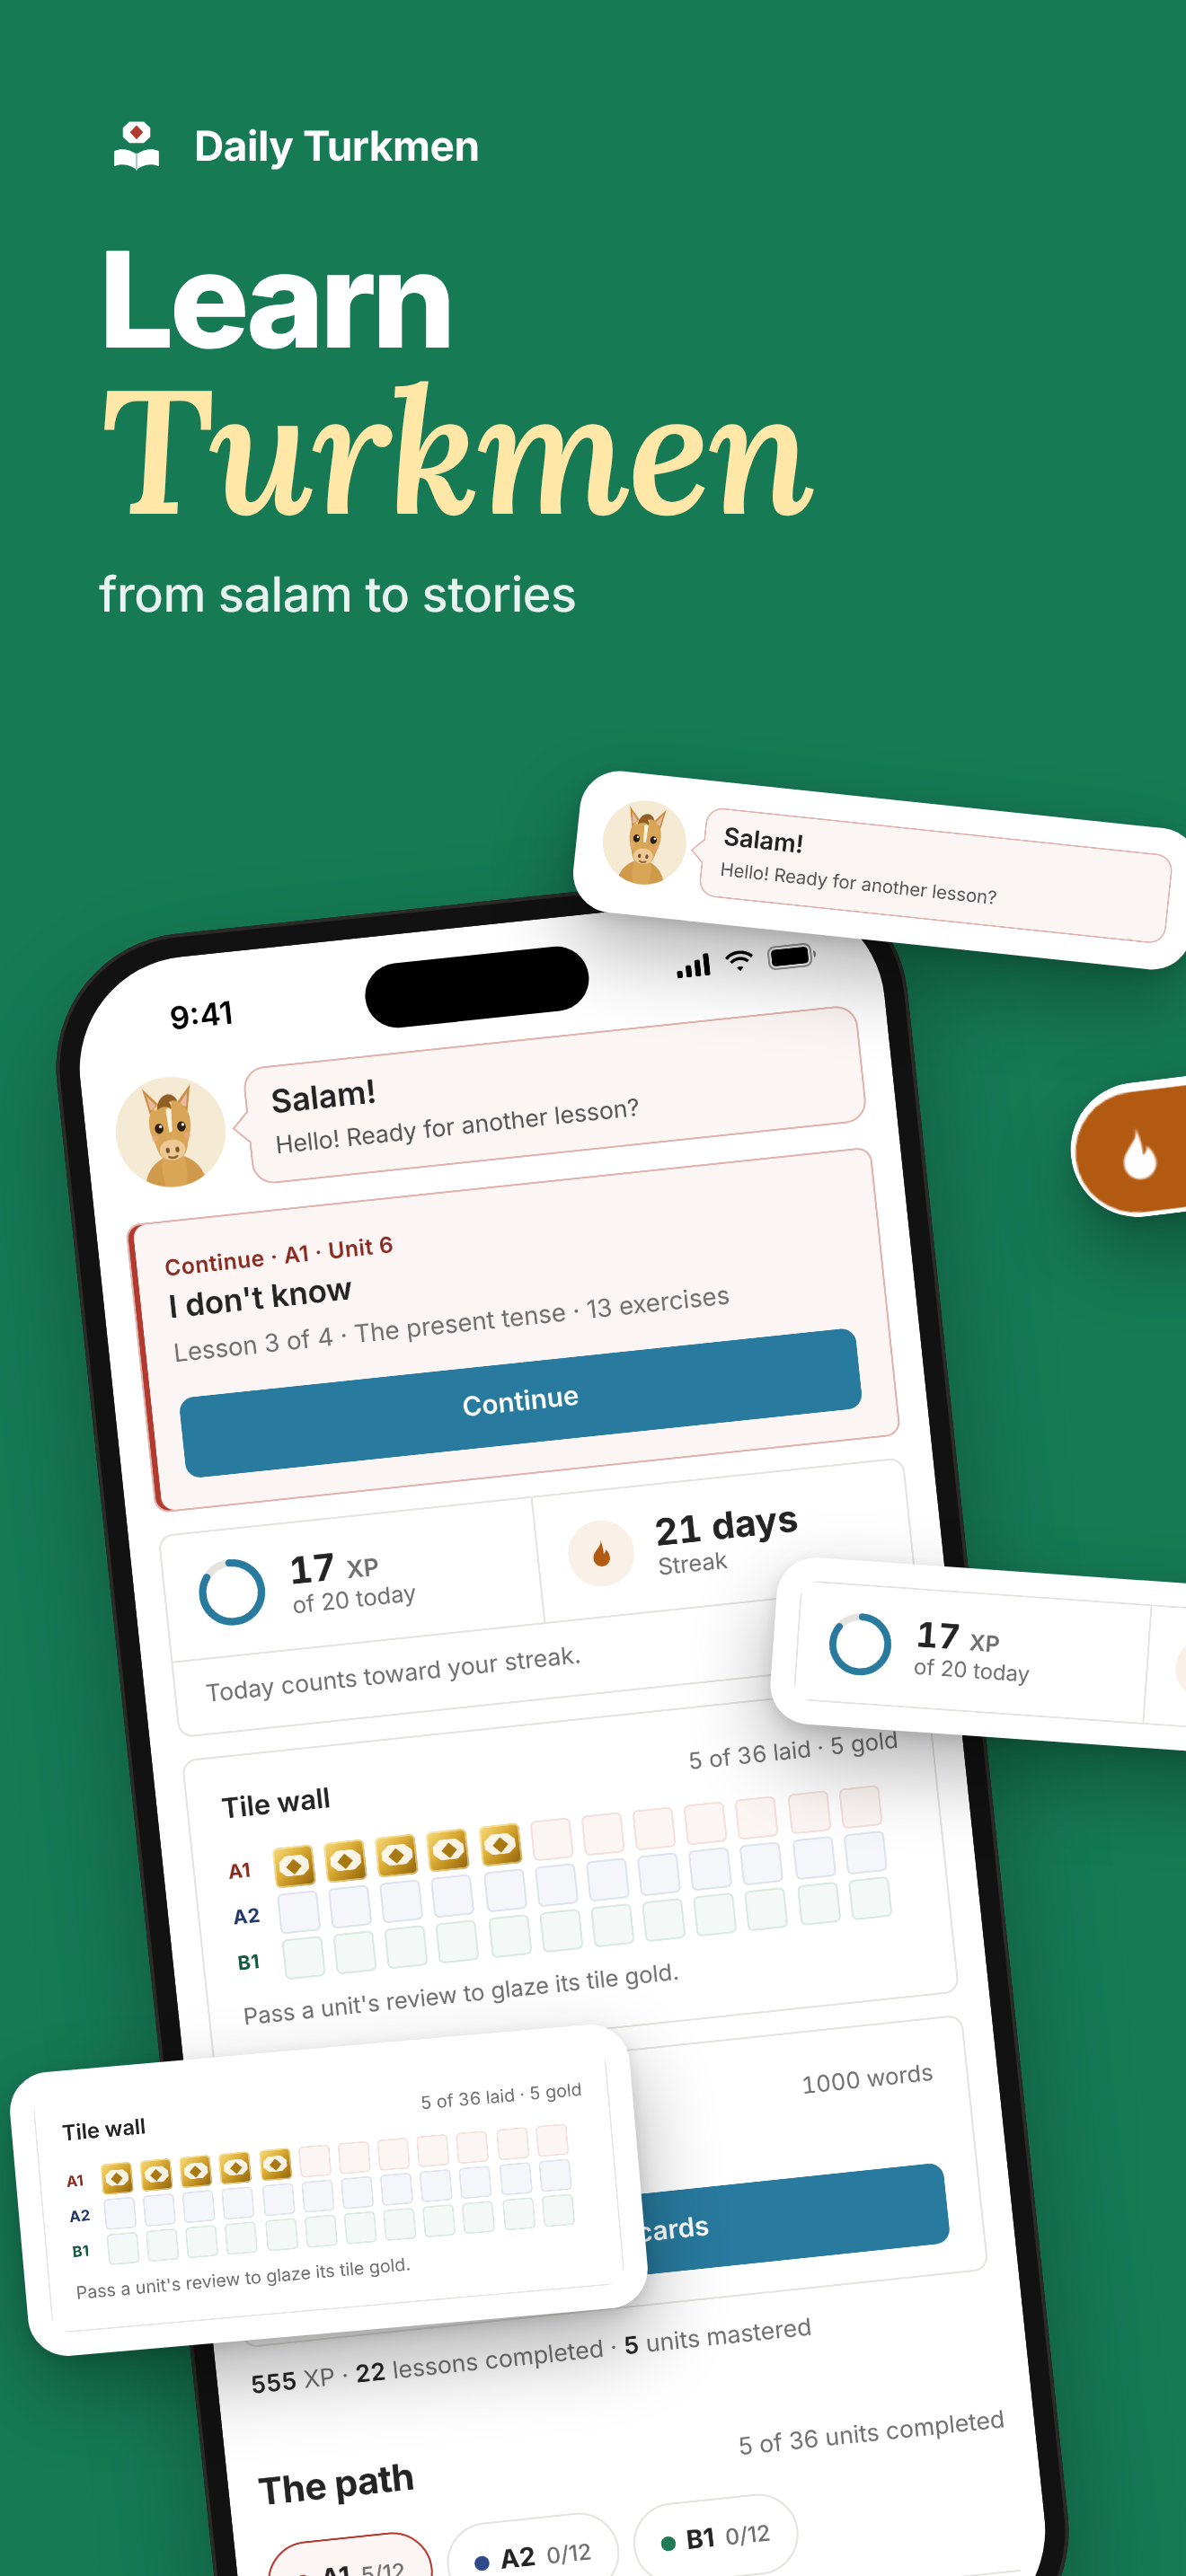 Daily Turkmen
Learn
Turkmen
from salam to stories
Salam!
Hello! Ready for another lesson?
9:41
Salam!
Hello! Ready for another lesson?
Continue · A1 · Unit 6
I don't know
Lesson 3 of 4 · The present tense · 13 exercises
Continue
17 XP
of 20 today
21 days
Streak
Today counts toward your streak.
17 XP
of 20 today
Tile wall
5 of 36 laid · 5 gold
A1
A2
B1
Pass a unit's review to glaze its tile gold.
1000 words
cards
Tile wall
5 of 36 laid · 5 gold
A1
A2
B1
Pass a unit's review to glaze its tile gold.
555 XP · 22 lessons completed · 5 units mastered
The path
5 of 36 units completed
A1 5/12
A2 0/12
B1 0/12